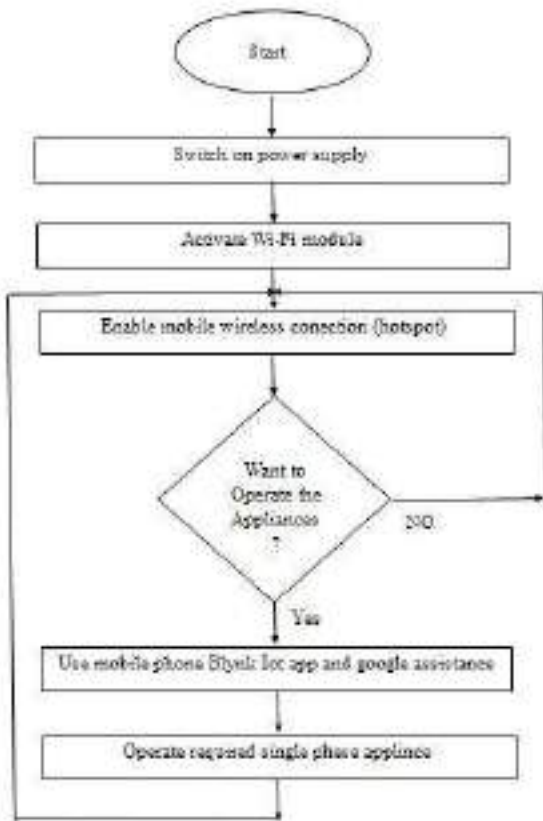 Start
Switch on power supply
Activate Wi-Fi module
Enable mobile wireless conection (hotspot)
Want to
Operate the
Appliances
?
NO
Yes
Use mobile phone Blynk Iot app and google assistance
Operate required single phase applince